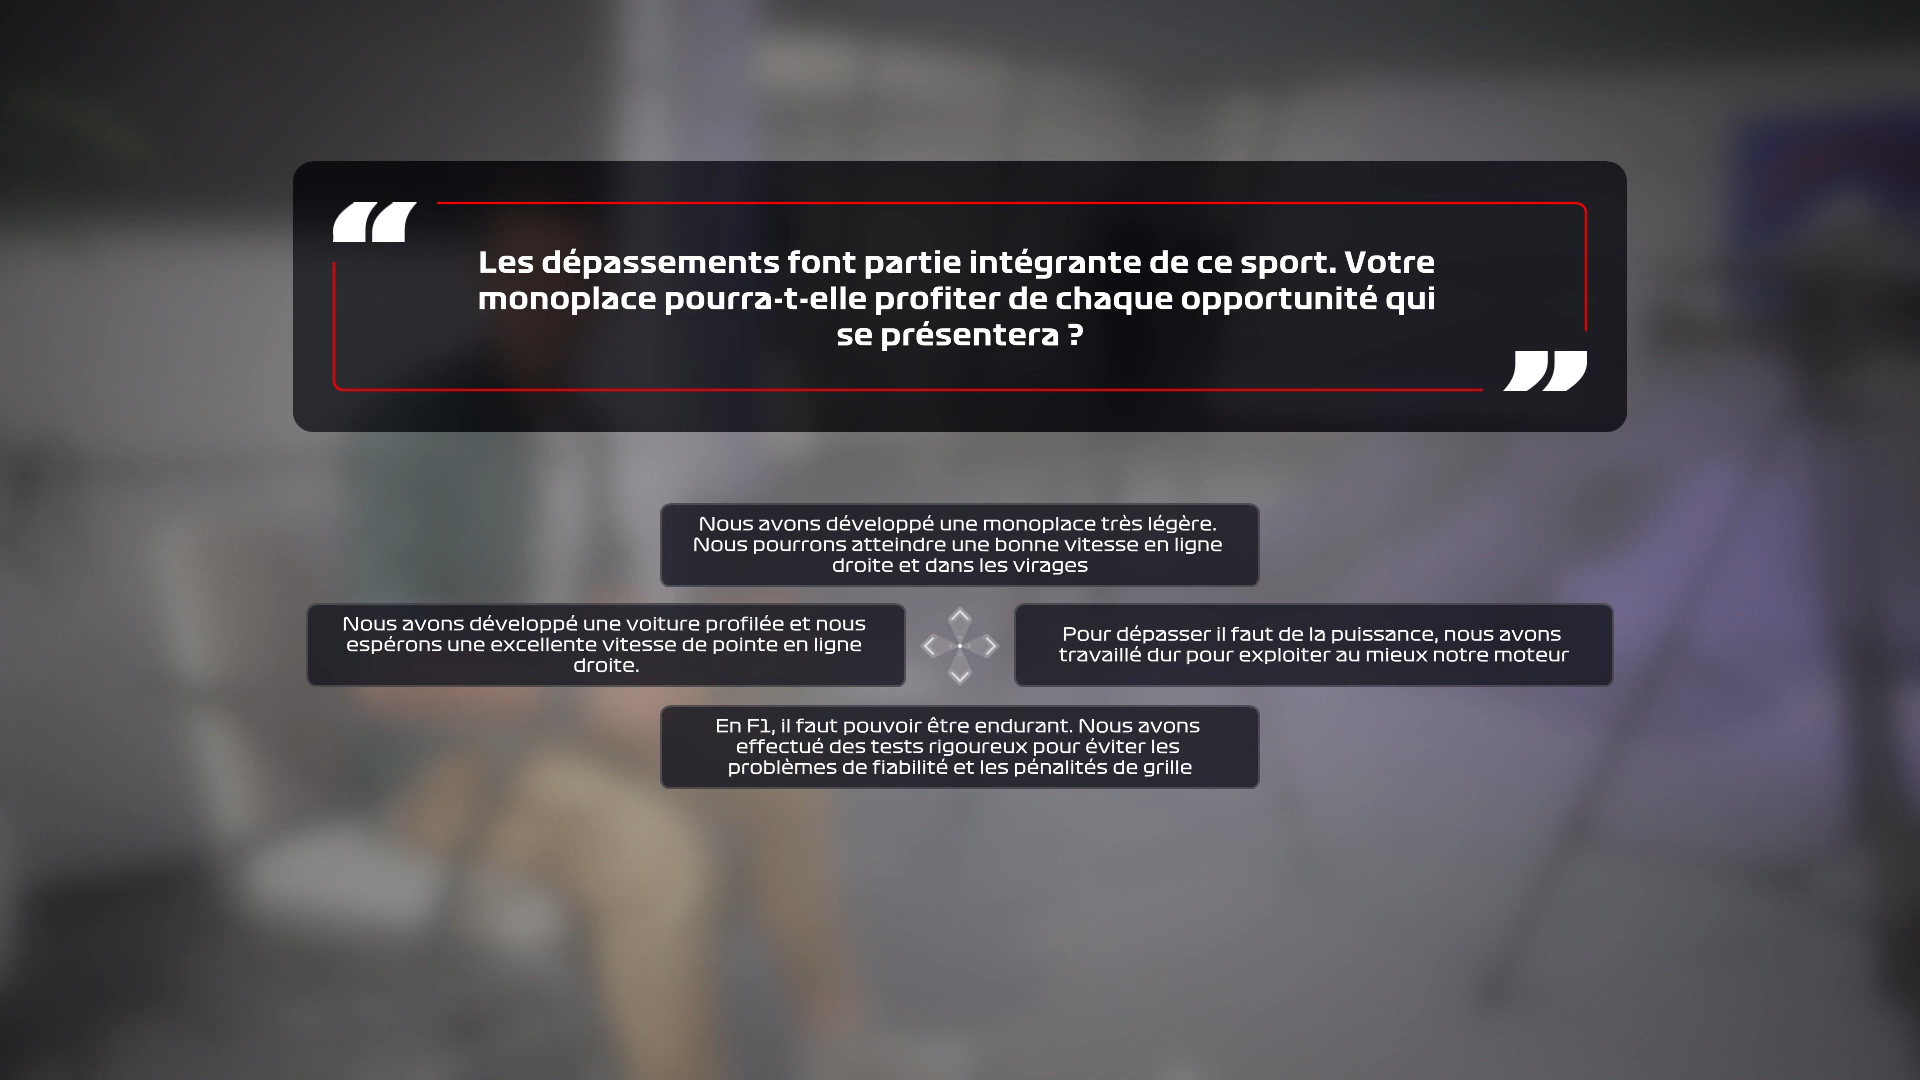 Les dépassements font partie intégrante de ce sport. Votre
monoplace pourra-t-elle profiter de chaque opportunité qui
se présentera ?
Nous avons développé une monoplace très légère.
Nous pourrons atteindre une bonne vitesse en ligne
droite et dans les virages
Nous avons développé une voiture profilée et nous
espérons une excellente vitesse de pointe en ligne
droite.
Pour dépasser il faut de la puissance, nous avons
travaillé dur pour exploiter au mieux notre moteur
En F1, il faut pouvoir être endurant. Nous avons
effectué des tests rigoureux pour éviter les
problèmes de fiabilité et les pénalités de grille